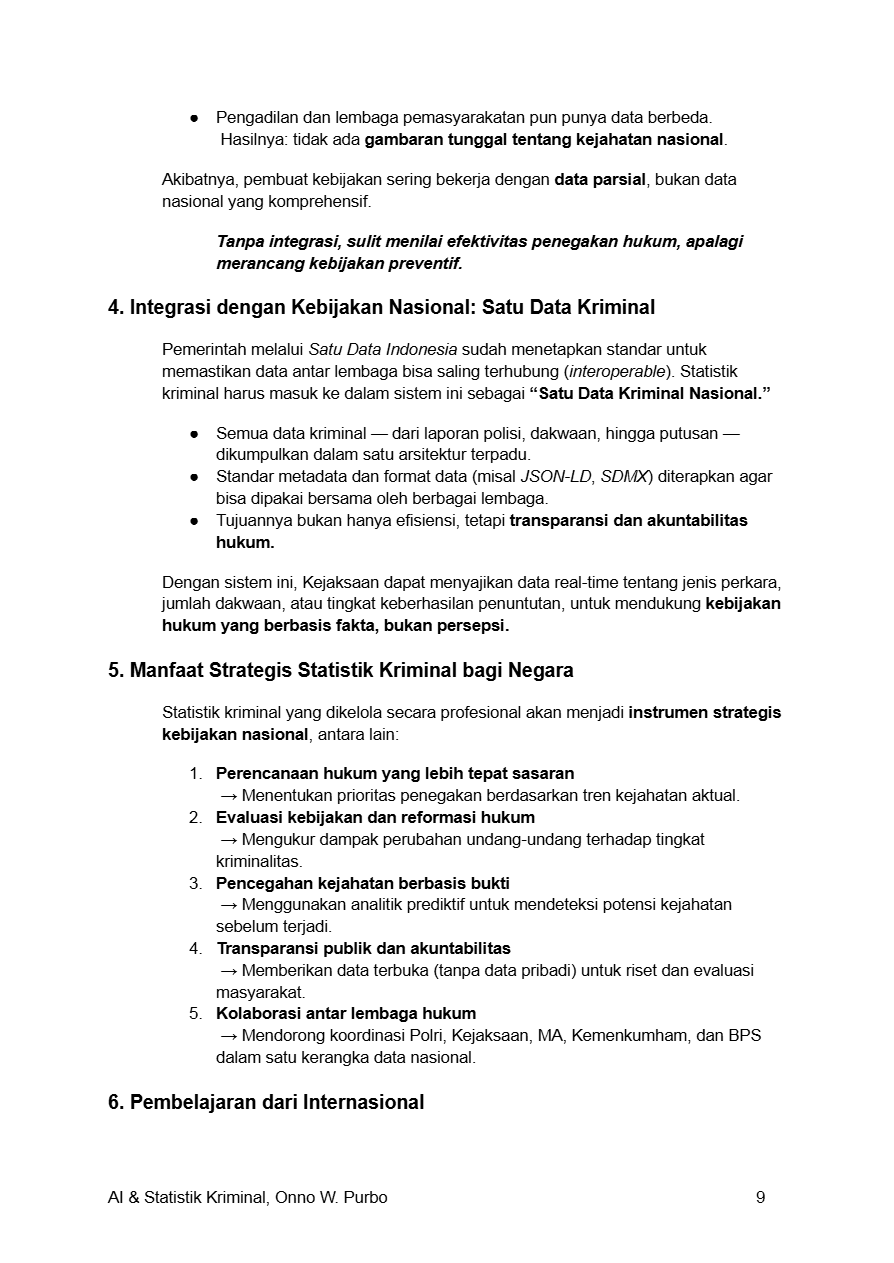 ● Pengadilan dan lembaga pemasyarakatan pun punya data berbeda.
Hasilnya: tidak ada gambaran tunggal tentang kejahatan nasional.
Akibatnya, pembuat kebijakan sering bekerja dengan data parsial, bukan data
nasional yang komprehensif.
Tanpa integrasi, sulit menilai efektivitas penegakan hukum, apalagi
merancang kebijakan preventif.
4. Integrasi dengan Kebijakan Nasional: Satu Data Kriminal
Pemerintah melalui Satu Data Indonesia sudah menetapkan standar untuk
memastikan data antar lembaga bisa saling terhubung (interoperable). Statistik
kriminal harus masuk ke dalam sistem ini sebagai “Satu Data Kriminal Nasional.”
● Semua data kriminal — dari laporan polisi, dakwaan, hingga putusan —
dikumpulkan dalam satu arsitektur terpadu.
● Standar metadata dan format data (misal JSON-LD, SDMX) diterapkan agar
bisa dipakai bersama oleh berbagai lembaga.
● Tujuannya bukan hanya efisiensi, tetapi transparansi dan akuntabilitas
hukum.
Dengan sistem ini, Kejaksaan dapat menyajikan data real-time tentang jenis perkara,
jumlah dakwaan, atau tingkat keberhasilan penuntutan, untuk mendukung kebijakan
hukum yang berbasis fakta, bukan persepsi.
5. Manfaat Strategis Statistik Kriminal bagi Negara
Statistik kriminal yang dikelola secara profesional akan menjadi instrumen strategis
kebijakan nasional, antara lain:
1. Perencanaan hukum yang lebih tepat sasaran
→ Menentukan prioritas penegakan berdasarkan tren kejahatan aktual.
2. Evaluasi kebijakan dan reformasi hukum
→ Mengukur dampak perubahan undang-undang terhadap tingkat
kriminalitas.
3. Pencegahan kejahatan berbasis bukti
→ Menggunakan analitik prediktif untuk mendeteksi potensi kejahatan
sebelum terjadi.
4. Transparansi publik dan akuntabilitas
→ Memberikan data terbuka (tanpa data pribadi) untuk riset dan evaluasi
masyarakat.
5. Kolaborasi antar lembaga hukum
→ Mendorong koordinasi Polri, Kejaksaan, MA, Kemenkumham, dan BPS
dalam satu kerangka data nasional.
6. Pembelajaran dari Internasional
AI & Statistik Kriminal, Onno W. Purbo 9